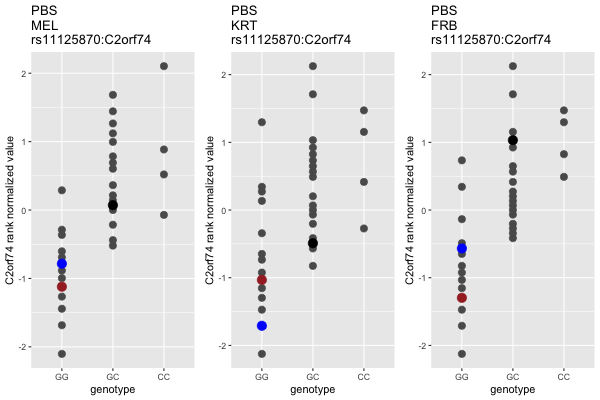 PBS
MEL
rs11125870:C2orf74
C2orf74 rank normalized value
2
1
0
-1
-2
GG GC CC
genotype
PBS
KRT
rs11125870:C2orf74
C2orf74 rank normalized value
2
1
0
-1
-2
GG GC CC
genotype
PBS
FRB
rs11125870:C2orf74
C2orf74 rank normalized value
2
1
0
-1
-2
GG GC CC
genotype